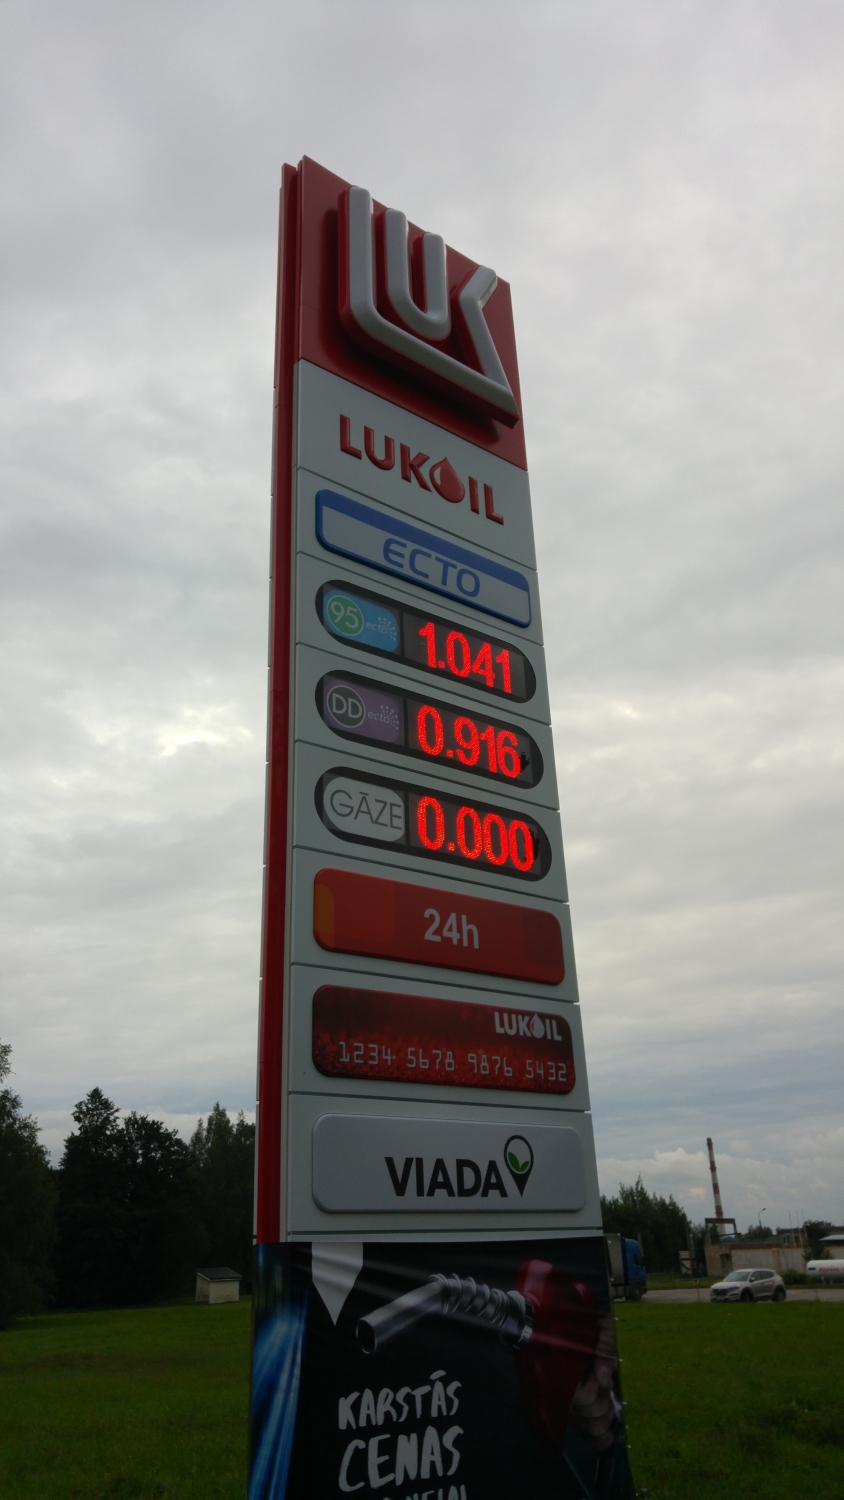 LUK
LUKOIL
ECTO
95 ecto 1.041
DD ecto 0.916
GĀZE 0.000
24h
LUKOIL
1234 5678 9876 5432
VIADA
KARSTĀS
CENAS